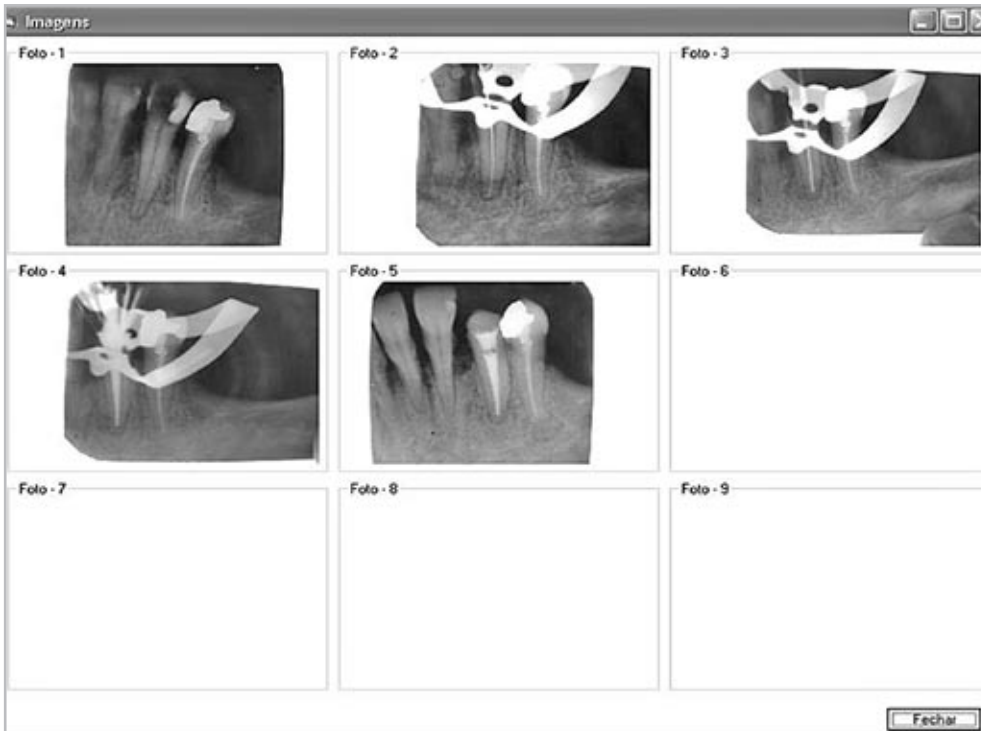 Imagens
Foto - 1
Foto - 2
Foto - 3
Foto - 4
Foto - 5
Foto - 6
Foto - 7
Foto - 8
Foto - 9
Fechar